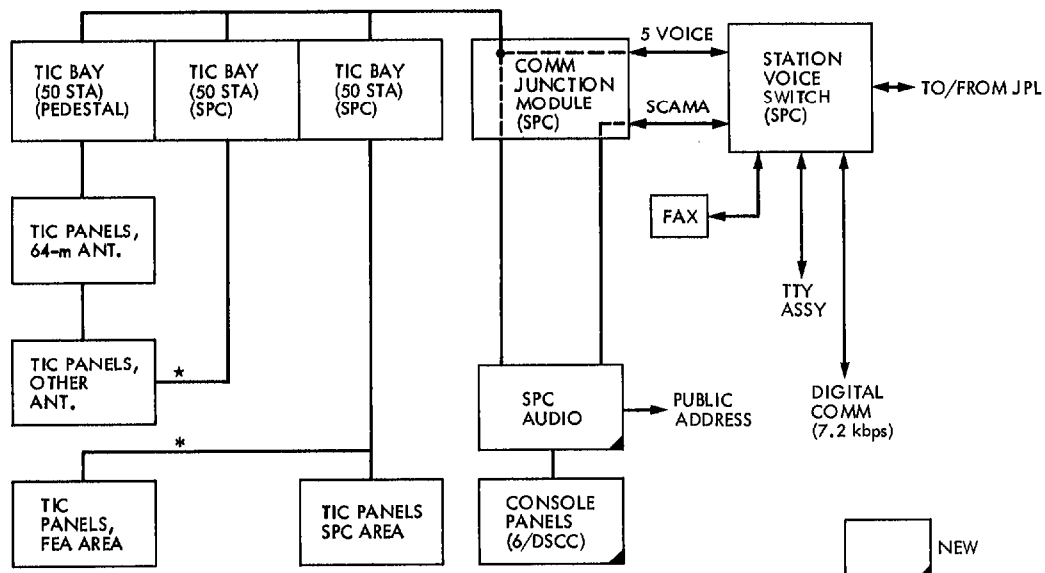 TIC BAY
(50 STA)
(PEDESTAL)
TIC BAY
(50 STA)
(SPC)
TIC BAY
(50 STA)
(SPC)
COMM
JUNCTION
MODULE
(SPC)
5 VOICE
SCAMA
STATION
VOICE
SWITCH
(SPC)
TO/FROM JPL
TIC PANELS,
64-m ANT.
FAX
TTY
ASSY
TIC PANELS,
OTHER
ANT.
*
SPC
AUDIO
PUBLIC
ADDRESS
DIGITAL
COMM
(7.2 kbps)
*
TIC
PANELS,
FEA AREA
TIC PANELS
SPC AREA
CONSOLE
PANELS
(6/DSCC)
NEW